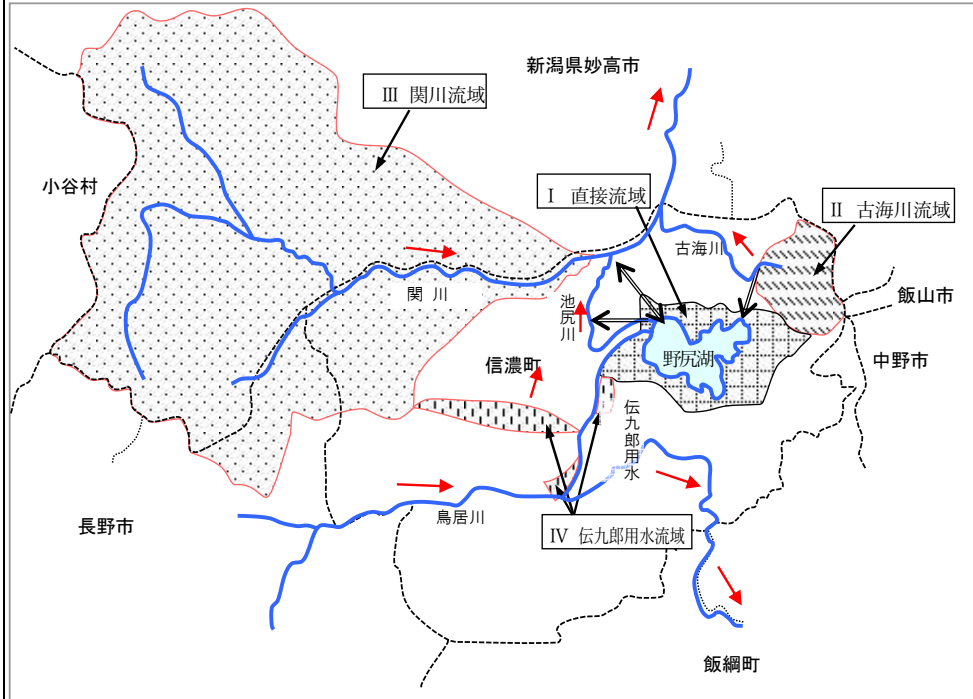 新潟県妙高市
Ⅲ 関川流域
小谷村
Ⅰ 直接流域
Ⅱ 古海川流域
古海川
関川
池尻川
飯山市
野尻湖
中野市
信濃町
伝九郎用水
鳥居川
長野市
Ⅳ 伝九郎用水流域
飯綱町